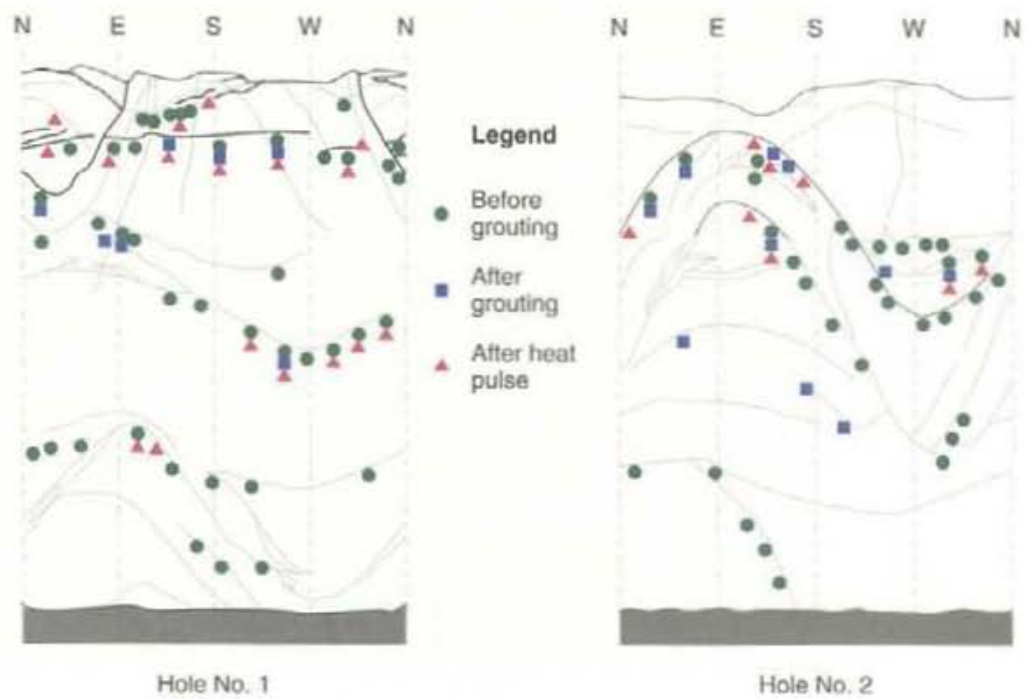 N E S W N
N E S W N
Legend
Before
grouting
After
grouting
After heat
pulse
Hole No. 1
Hole No. 2